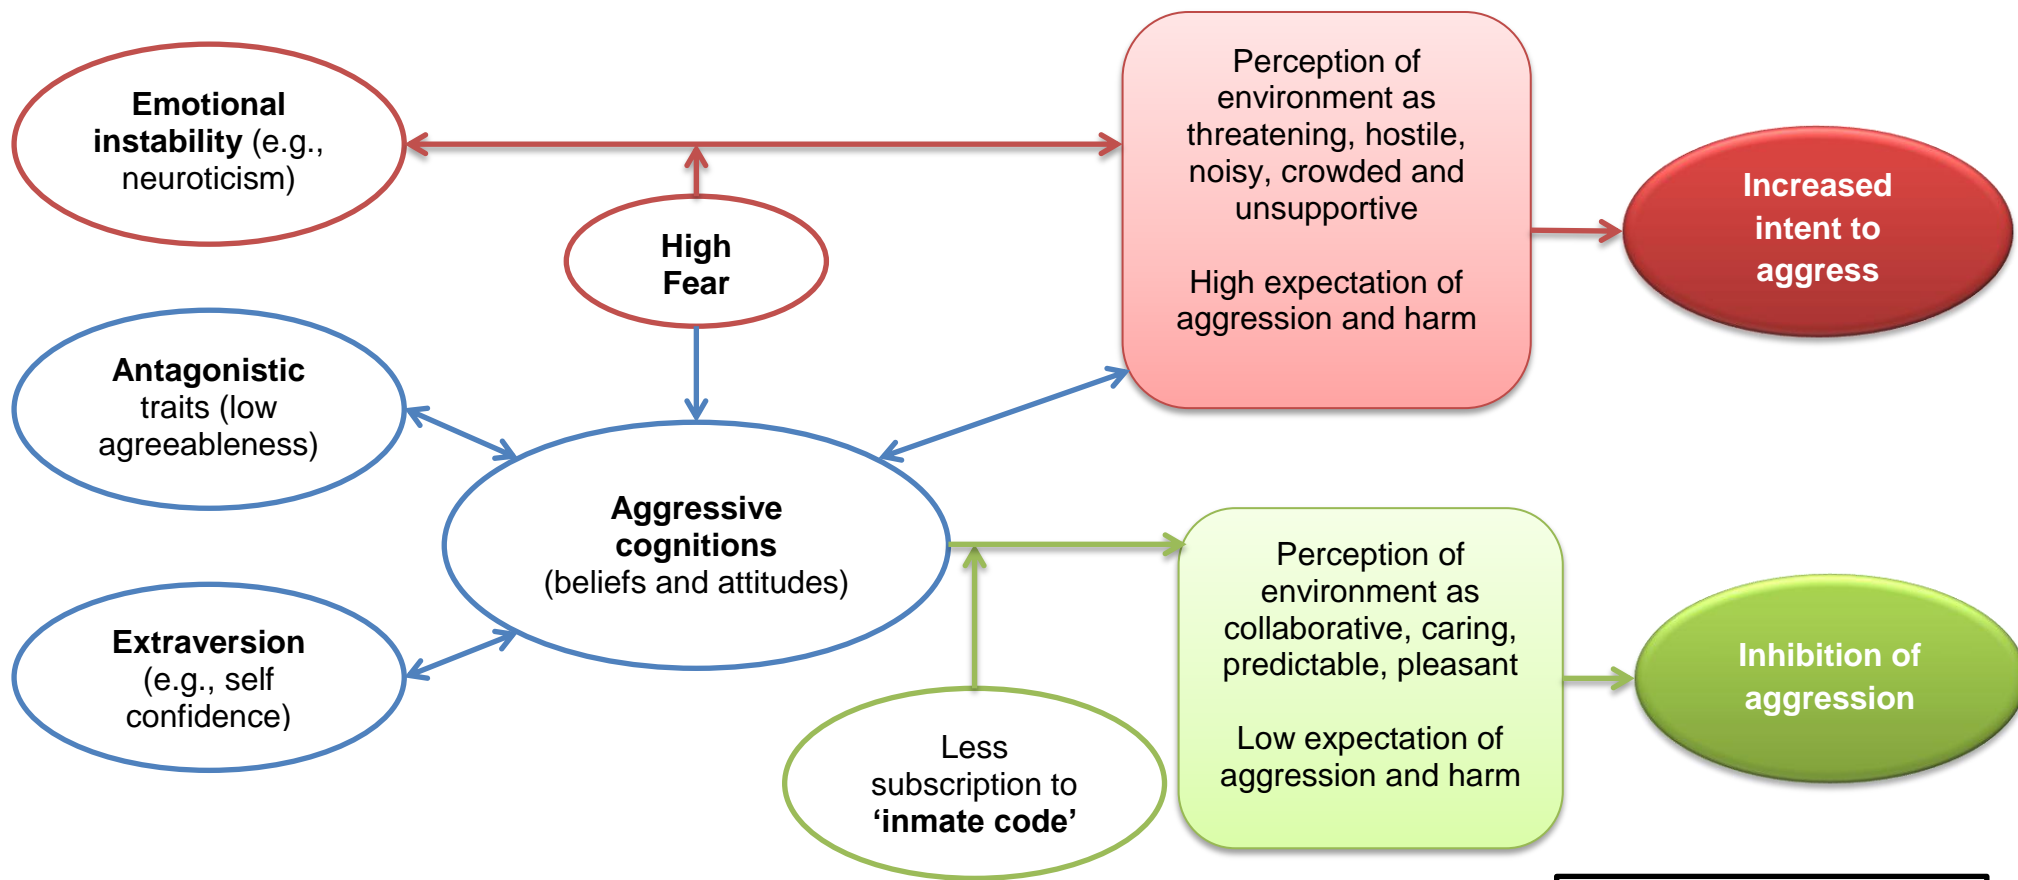 Emotional
instability (e.g.,
neuroticism)
High
Fear
Perception of
environment as
threatening, hostile,
noisy, crowded and
unsupportive
High expectation of
aggression and harm
Increased
intent to
aggress
Antagonistic
traits (low
agreeableness)
Aggressive
cognitions
(beliefs and attitudes)
Extraversion
(e.g., self
confidence)
Less
subscription to
‘inmate code’
Perception of
environment as
collaborative, caring,
predictable, pleasant
Low expectation of
aggression and harm
Inhibition of
aggression